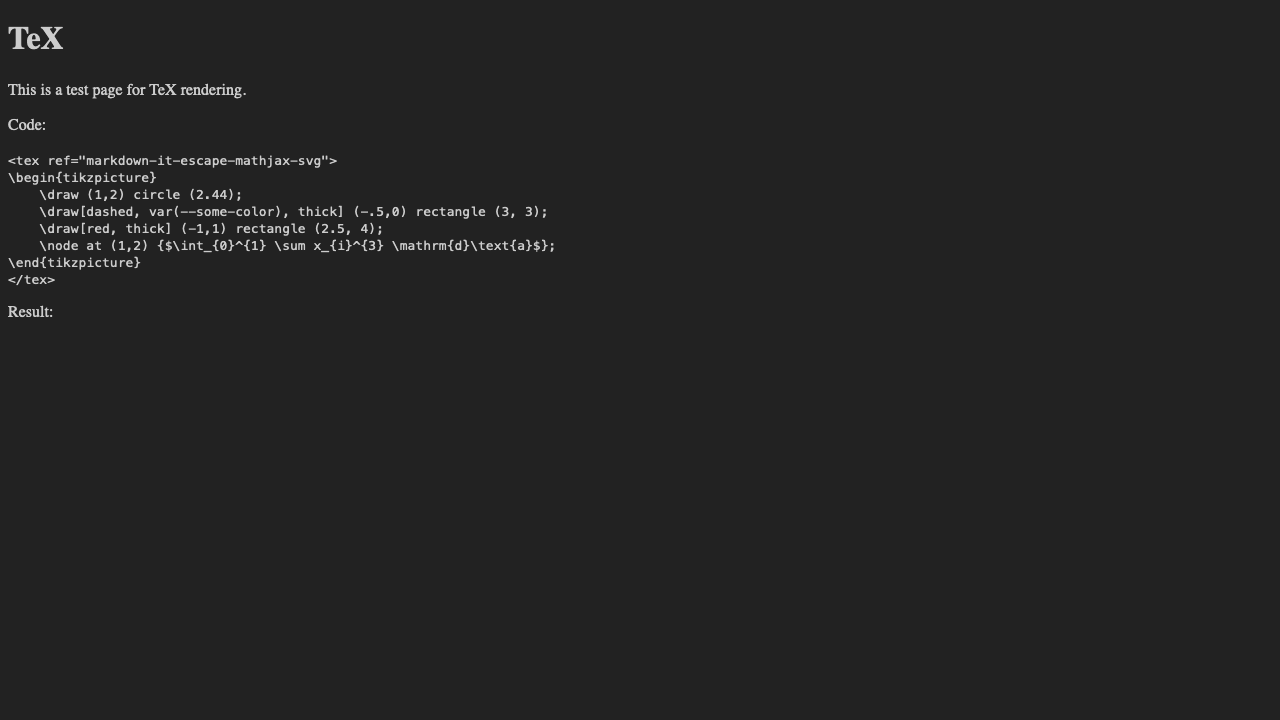 TeX
This is a test page for TeX rendering.
Code:
<tex ref="markdown-it-escape-mathjax-svg">
\begin{tikzpicture}
    \draw (1,2) circle (2.44);
    \draw[dashed, var(--some-color), thick] (-.5,0) rectangle (3, 3);
    \draw[red, thick] (-1,1) rectangle (2.5, 4);
    \node at (1,2) {$\int_{0}^{1} \sum x_{i}^{3} \mathrm{d}\text{a}$};
\end{tikzpicture}
</tex>
Result: